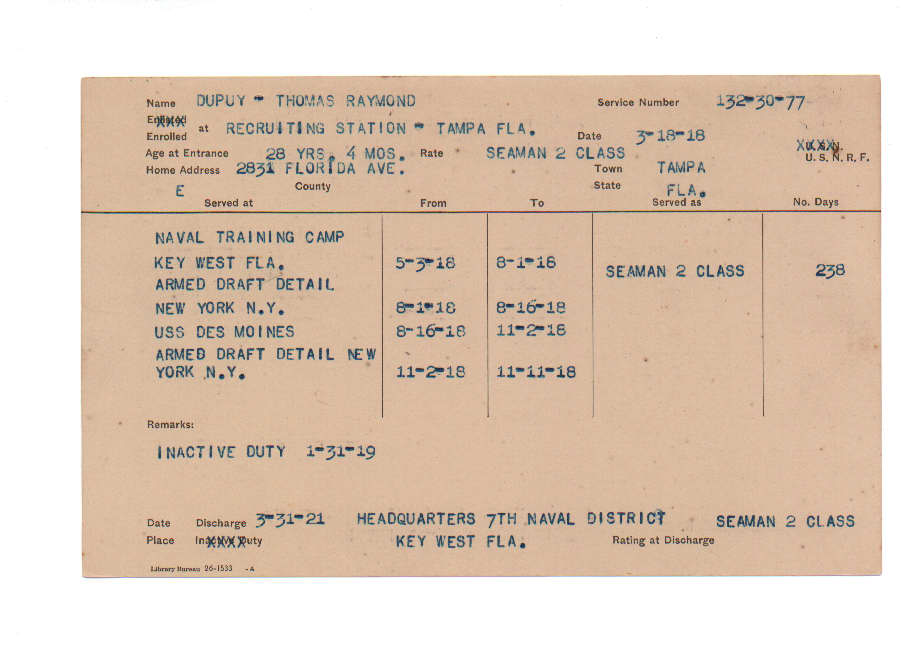 Name DUPUY - THOMAS RAYMOND Service Number 132-30-77
Enlisted XXX
Enrolled at RECRUITING STATION - TAMPA FLA. Date 3-18-18
XXXX U.S.N.
Age at Entrance 28 YRS. 4 MOS. Rate SEAMAN 2 CLASS U. S. N. R. F.
Home Address 2831 FLORIDA AVE. Town TAMPA
E County State FLA.
Served at From To Served as No. Days
NAVAL TRAINING CAMP
KEY WEST FLA. 5-3-18 8-1-18 SEAMAN 2 CLASS 238
ARMED DRAFT DETAIL
NEW YORK N.Y. 8-1-18 8-16-18
USS DES MOINES 8-16-18 11-2-18
ARMED DRAFT DETAIL NEW
YORK N.Y. 11-2-18 11-11-18
Remarks:
INACTIVE DUTY 1-31-19
Date Discharge 3-31-21 HEADQUARTERS 7TH NAVAL DISTRICT SEAMAN 2 CLASS
Place Inactive Duty XXXX KEY WEST FLA. Rating at Discharge
Library Bureau 26-1533 -A